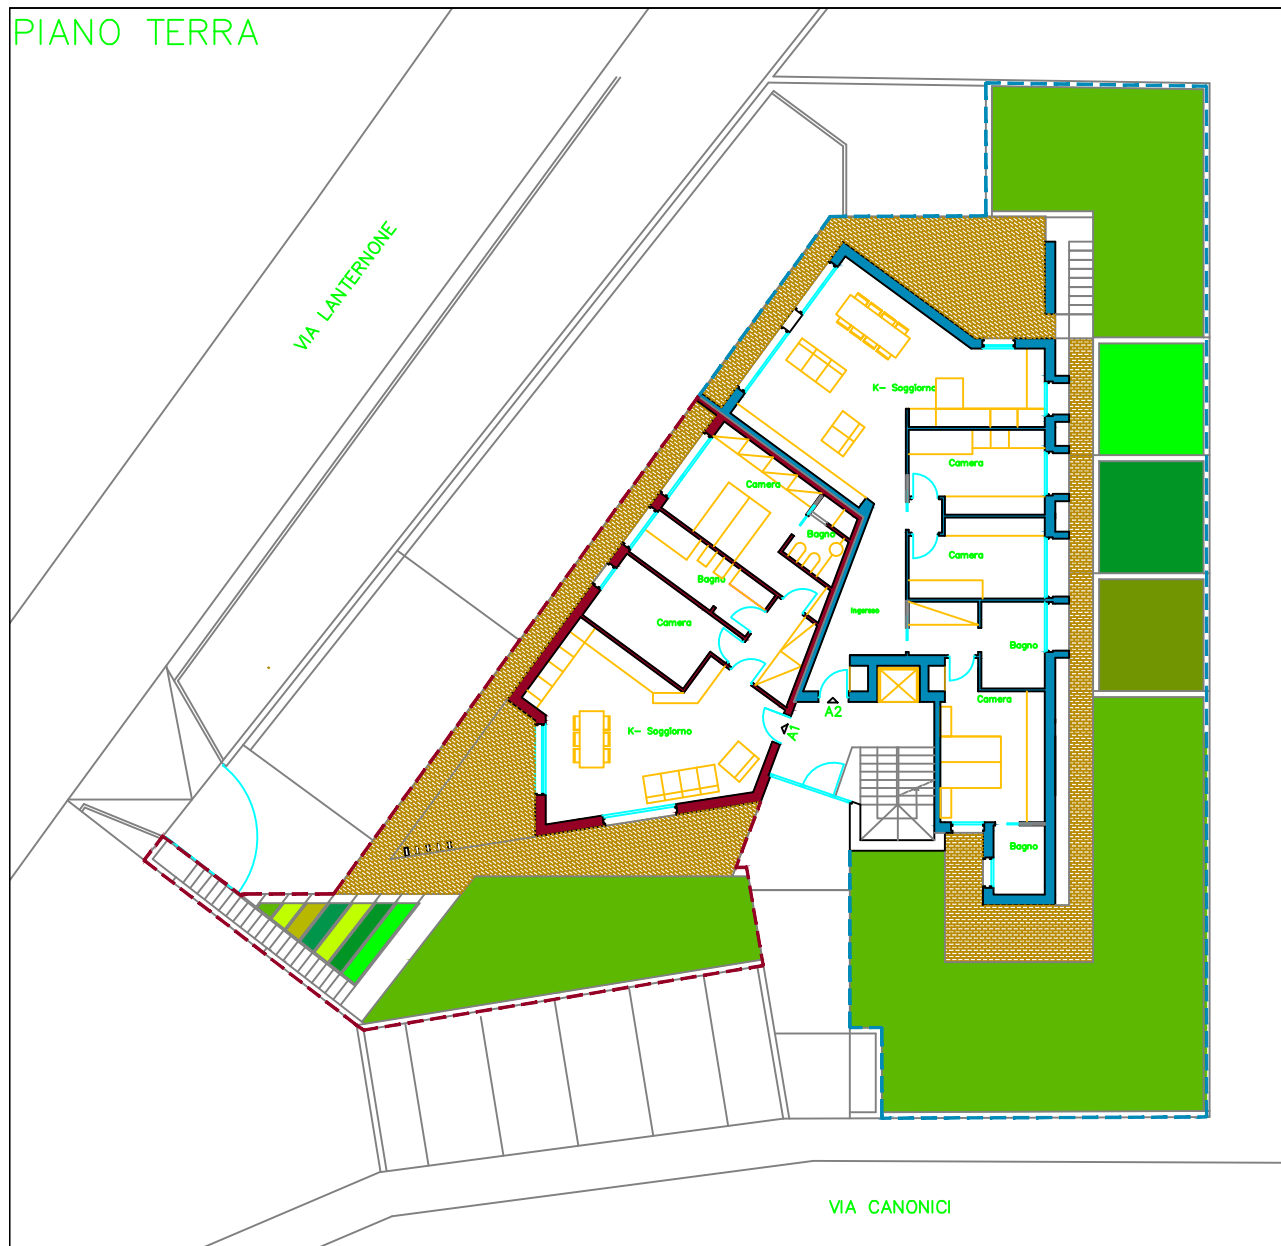 PIANO TERRA
VIA LANTERNONE
K- Soggiorno
Camera
Camera
Bagno
Camera
Bagno
Ingresso
Camera
Bagno
Camera
A2
A1
K- Soggiorno
Bagno
VIA CANONICI